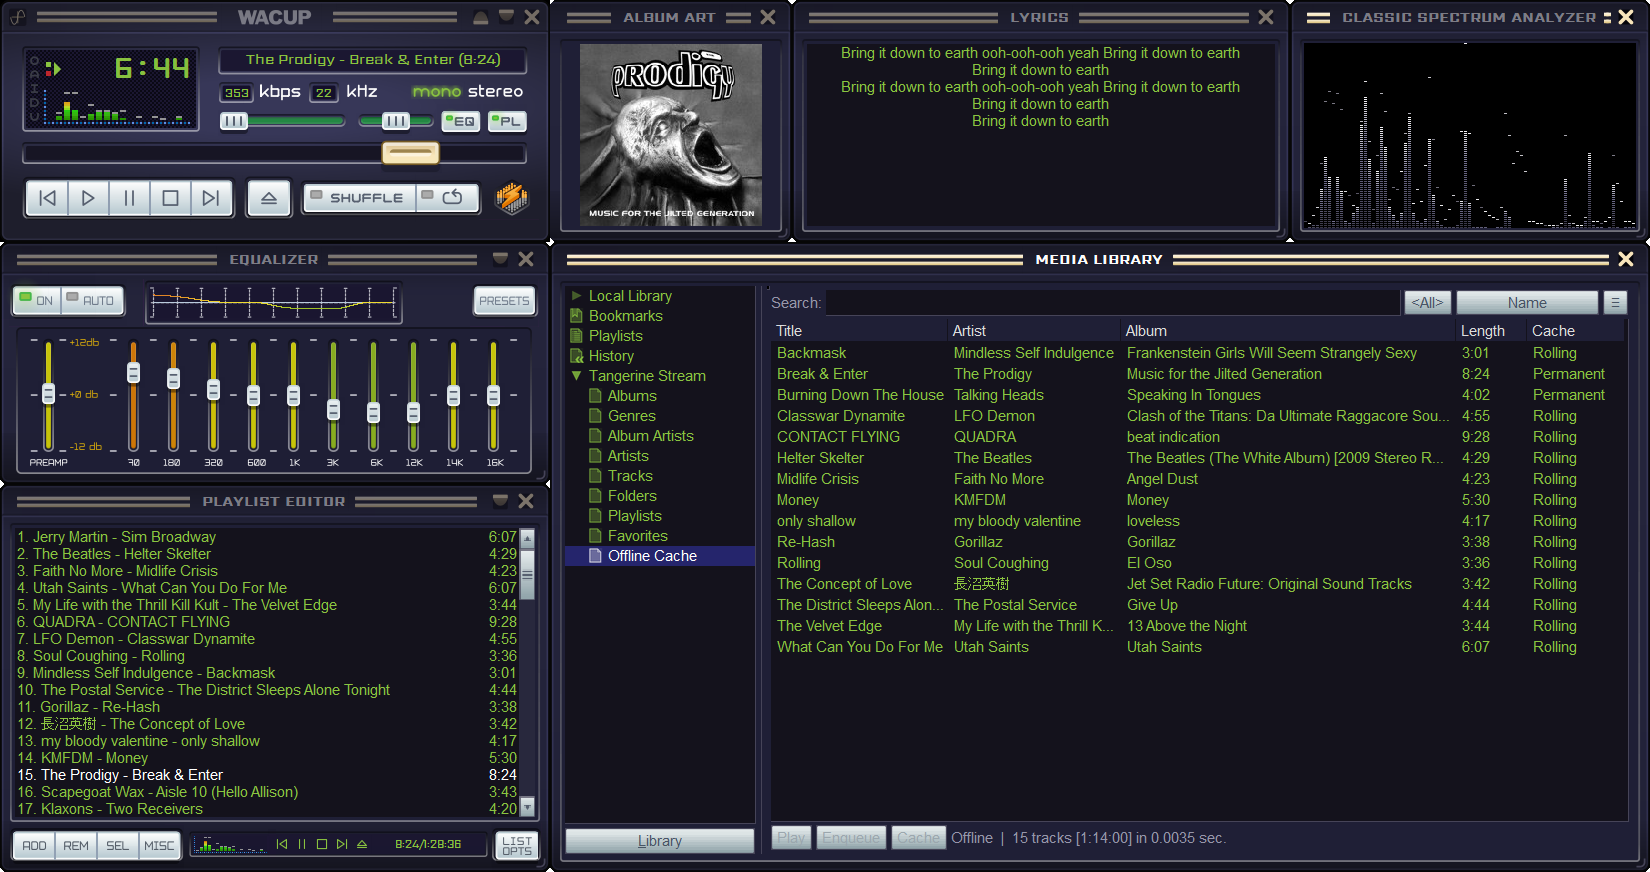 WACUP
OAIDU
6:44
The Prodigy - Break & Enter (8:24)
353 kbps 22 kHz mono stereo
EQ PL
SHUFFLE
ALBUM ART
prodigy
MUSIC FOR THE JILTED GENERATION
LYRICS
Bring it down to earth ooh-ooh-ooh yeah Bring it down to earth
Bring it down to earth
Bring it down to earth ooh-ooh-ooh yeah Bring it down to earth
Bring it down to earth
Bring it down to earth
CLASSIC SPECTRUM ANALYZER
EQUALIZER
ON AUTO PRESETS
+12db
+0 db
-12 db
PREAMP 70 180 320 600 1K 3K 6K 12K 14K 16K
PLAYLIST EDITOR
1. Jerry Martin - Sim Broadway 6:07
2. The Beatles - Helter Skelter 4:29
3. Faith No More - Midlife Crisis 4:23
4. Utah Saints - What Can You Do For Me 6:07
5. My Life with the Thrill Kill Kult - The Velvet Edge 3:44
6. QUADRA - CONTACT FLYING 9:28
7. LFO Demon - Classwar Dynamite 4:55
8. Soul Coughing - Rolling 3:36
9. Mindless Self Indulgence - Backmask 3:01
10. The Postal Service - The District Sleeps Alone Tonight 4:44
11. Gorillaz - Re-Hash 3:38
12. 長沼英樹 - The Concept of Love 3:42
13. my bloody valentine - only shallow 4:17
14. KMFDM - Money 5:30
15. The Prodigy - Break & Enter 8:24
16. Scapegoat Wax - Aisle 10 (Hello Allison) 3:43
17. Klaxons - Two Receivers 4:20
ADD REM SEL MISC 8:24/1:28:36 LIST OPTS
MEDIA LIBRARY
Local Library
Bookmarks
Playlists
History
Tangerine Stream
Albums
Genres
Album Artists
Artists
Tracks
Folders
Playlists
Favorites
Offline Cache
Library
Search: <All> Name
Title Artist Album Length Cache
Backmask Mindless Self Indulgence Frankenstein Girls Will Seem Strangely Sexy 3:01 Rolling
Break & Enter The Prodigy Music for the Jilted Generation 8:24 Permanent
Burning Down The House Talking Heads Speaking In Tongues 4:02 Permanent
Classwar Dynamite LFO Demon Clash of the Titans: Da Ultimate Raggacore Sou... 4:55 Rolling
CONTACT FLYING QUADRA beat indication 9:28 Rolling
Helter Skelter The Beatles The Beatles (The White Album) [2009 Stereo R... 4:29 Rolling
Midlife Crisis Faith No More Angel Dust 4:23 Rolling
Money KMFDM Money 5:30 Rolling
only shallow my bloody valentine loveless 4:17 Rolling
Re-Hash Gorillaz Gorillaz 3:38 Rolling
Rolling Soul Coughing El Oso 3:36 Rolling
The Concept of Love 長沼英樹 Jet Set Radio Future: Original Sound Tracks 3:42 Rolling
The District Sleeps Alon... The Postal Service Give Up 4:44 Rolling
The Velvet Edge My Life with the Thrill K... 13 Above the Night 3:44 Rolling
What Can You Do For Me Utah Saints Utah Saints 6:07 Rolling
Play Enqueue Cache Offline | 15 tracks [1:14:00] in 0.0035 sec.